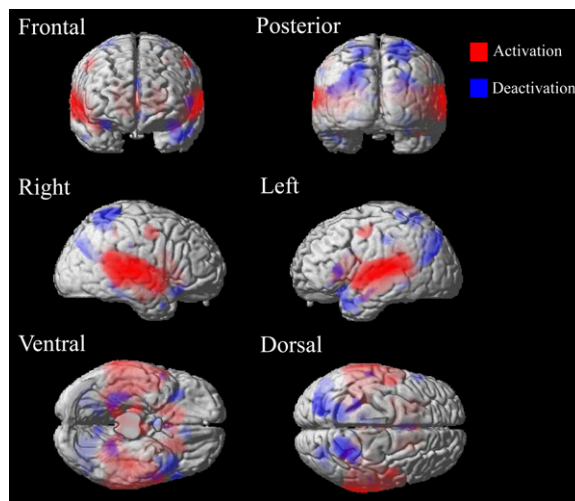 Frontal
Posterior
Activation
Deactivation
Right
Left
Ventral
Dorsal